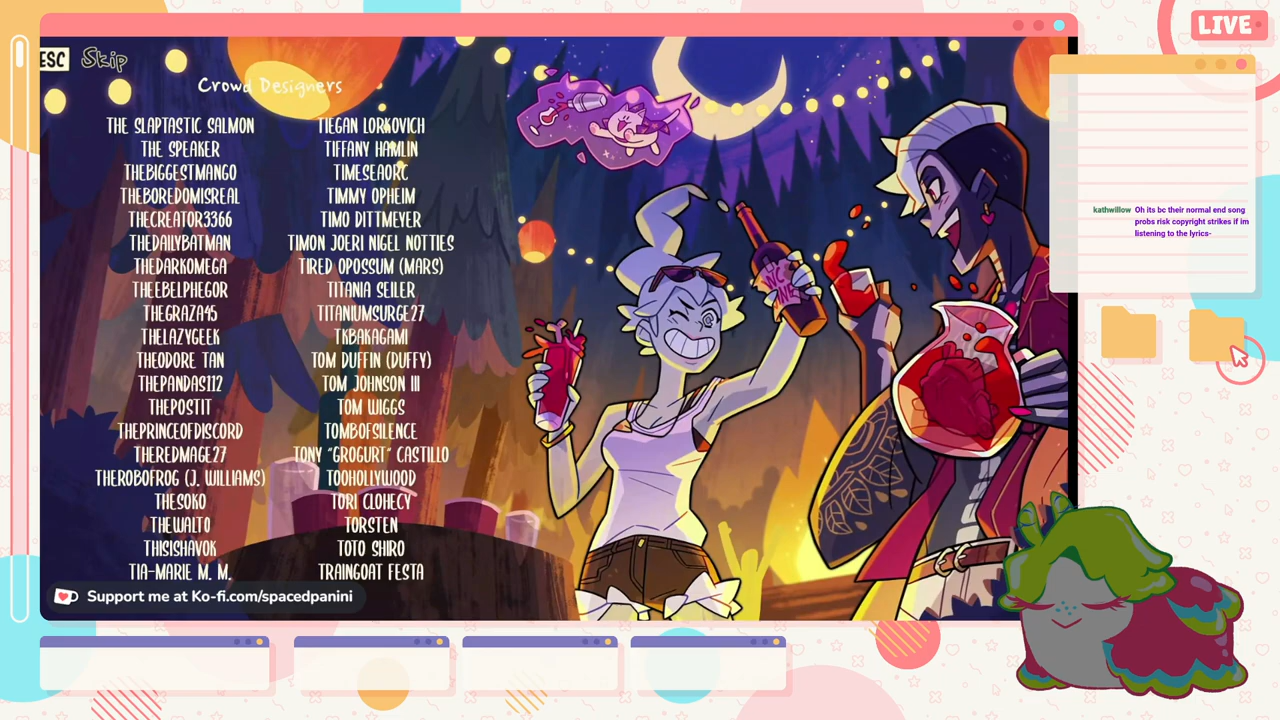 ESC Skip
LIVE
Crowd Designers
THE SLAPTASTIC SALMON
THE SPEAKER
THEBIGGESTMANGO
THEBOREDOMISREAL
THECREATOR3366
THEDAILYBATMAN
THEDARKOMEGA
THEEBELPHEGOR
THEGRAZA45
THELAZYGEEK
THEODORE TAN
THEPANDAS112
THEPOSTIT
THEPRINCEOFDISCORD
THEREDMAGE27
THEROBOFROG (J. WILLIAMS)
THESOKO
THEWALTO
THISISHAVOK
TIA-MARIE M. M.
TIEGAN LORKOVICH
TIFFANY HAMLIN
TIMESEAORC
TIMMY OPHEIM
TIMO DITTMEYER
TIMON JOERI NIGEL NOTTIES
TIRED OPOSSUM (MARS)
TITANIA SEILER
TITANIUMSURGE27
TKBAKAGAMI
TOM DUFFIN (DUFFY)
TOM JOHNSON III
TOM WIGGS
TOMBOFSILENCE
TONY "GROGURT" CASTILLO
TOOHOLLYWOOD
TORI CLOHECY
TORSTEN
TOTO SHIRO
TRAINGOAT FESTA
kathwillow Oh its bc their normal end song
probs risk copyright strikes if im
listening to the lyrics-
Support me at Ko-fi.com/spacedpanini